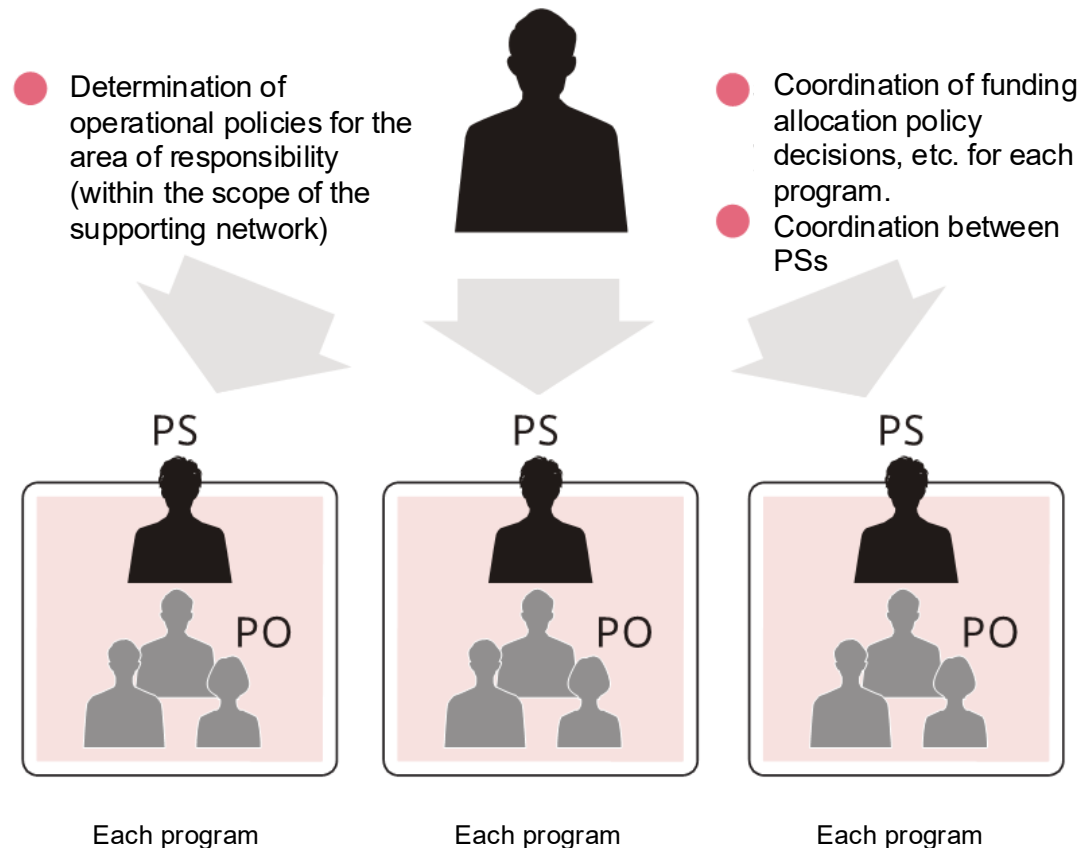 Determination of
operational policies for the
area of responsibility
(within the scope of the
supporting network)
Coordination of funding
allocation policy
decisions, etc. for each
program.
Coordination between
PSs
PS
PS
PS
PO
PO
PO
Each program
Each program
Each program